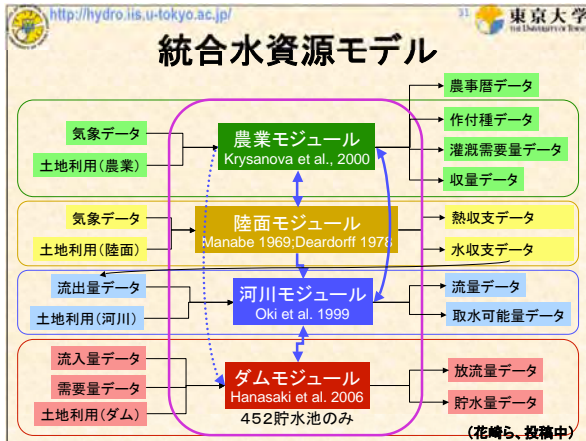 http://hydro.iis.u-tokyo.ac.jp/
31
東京大学
THE UNIVERSITY OF TOKYO
統合水資源モデル
気象データ
土地利用(農業)
農業モジュール
Krysanova et al., 2000
農事暦データ
作付種データ
灌漑需要量データ
収量データ
気象データ
土地利用(陸面)
陸面モジュール
Manabe 1969;Deardorff 1978
熱収支データ
水収支データ
流出量データ
土地利用(河川)
河川モジュール
Oki et al. 1999
流量データ
取水可能量データ
流入量データ
需要量データ
土地利用(ダム)
ダムモジュール
Hanasaki et al. 2006
452貯水池のみ
放流量データ
貯水量データ
(花崎ら、投稿中)